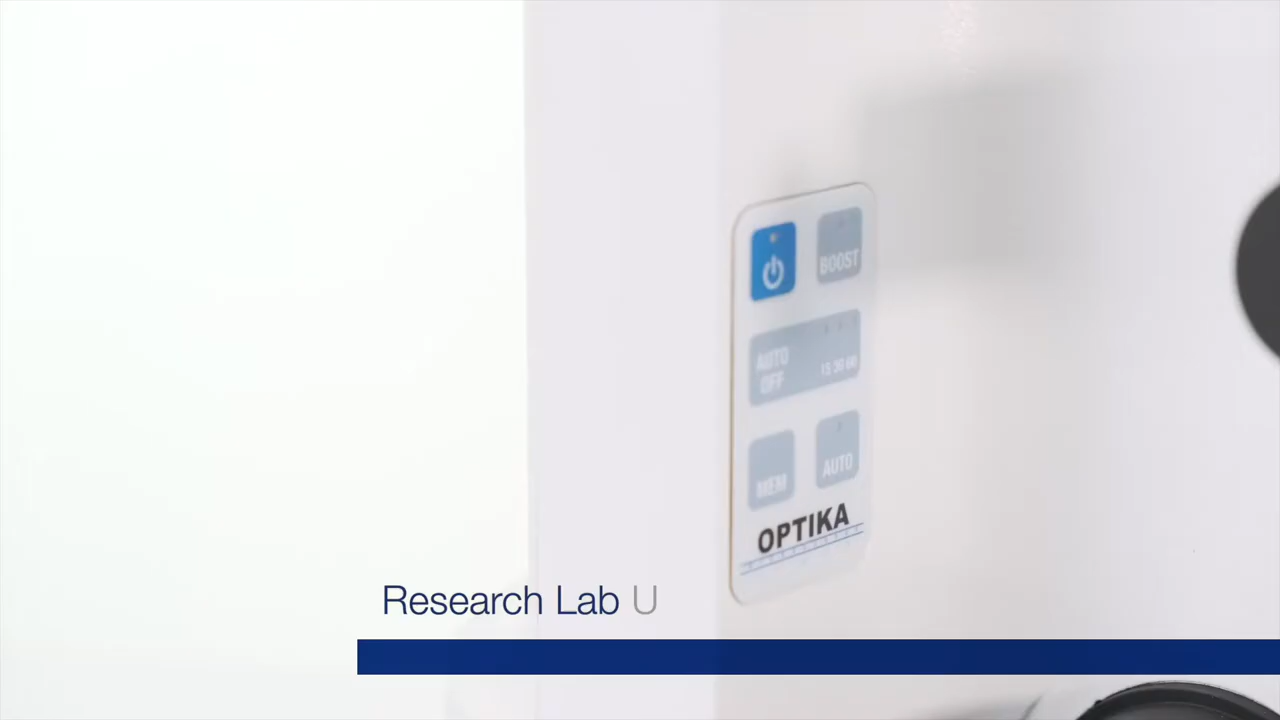 BOOST
AUTO
OFF
15 30 60
MEM
AUTO
OPTIKA
Research Lab U